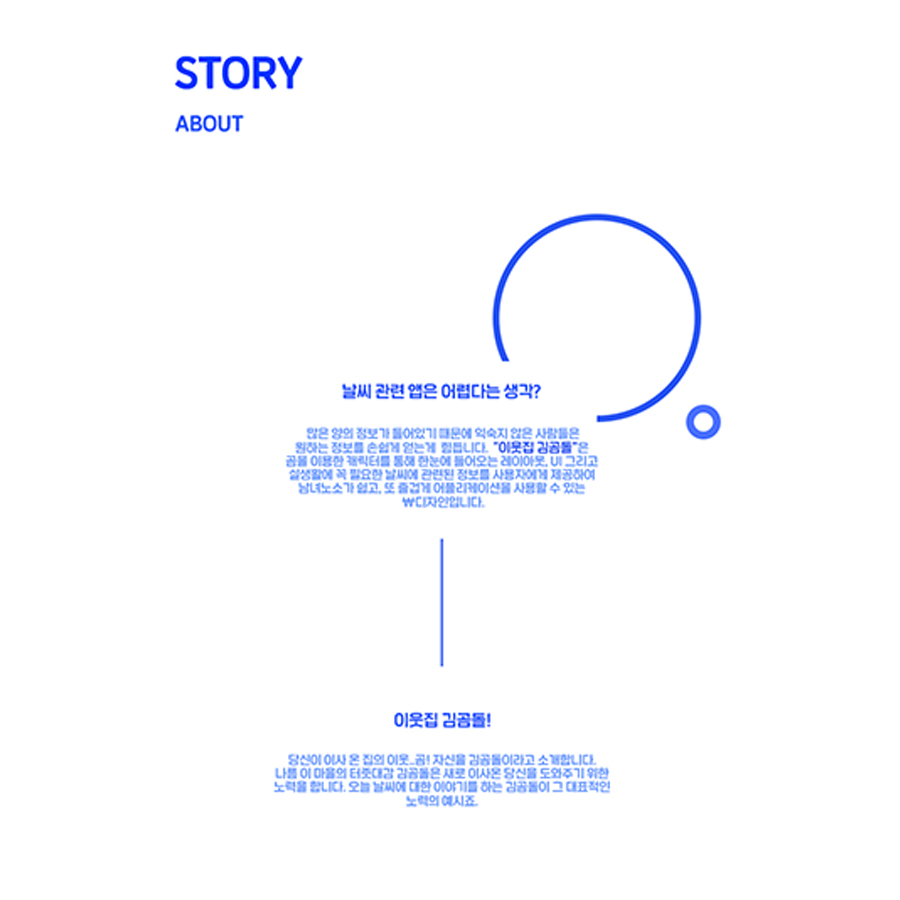 STORY
ABOUT
날씨 관련 앱은 어렵다는 생각?
많은 양의 정보가 들어있기 때문에 익숙지 않은 사람들은
원하는 정보를 손쉽게 얻는게 힘듭니다. "이웃집 김곰돌"은
곰을 이용한 캐릭터를 통해 한눈에 들어오는 레이아웃, UI 그리고
실생활에 꼭 필요한 날씨에 관련된 정보를 사용자에게 제공하여
남녀노소가 쉽고, 또 즐겁게 어플리케이션을 사용할 수 있는
₩디자인입니다.
이웃집 김곰돌!
당신이 이사 온 집의 이웃..곰! 자신을 김곰돌이라고 소개합니다.
나름 이 마을의 터줏대감 김곰돌은 새로 이사온 당신을 도와주기 위한
노력을 합니다. 오늘 날씨에 대한 이야기를 하는 김곰돌이 그 대표적인
노력의 예시죠.